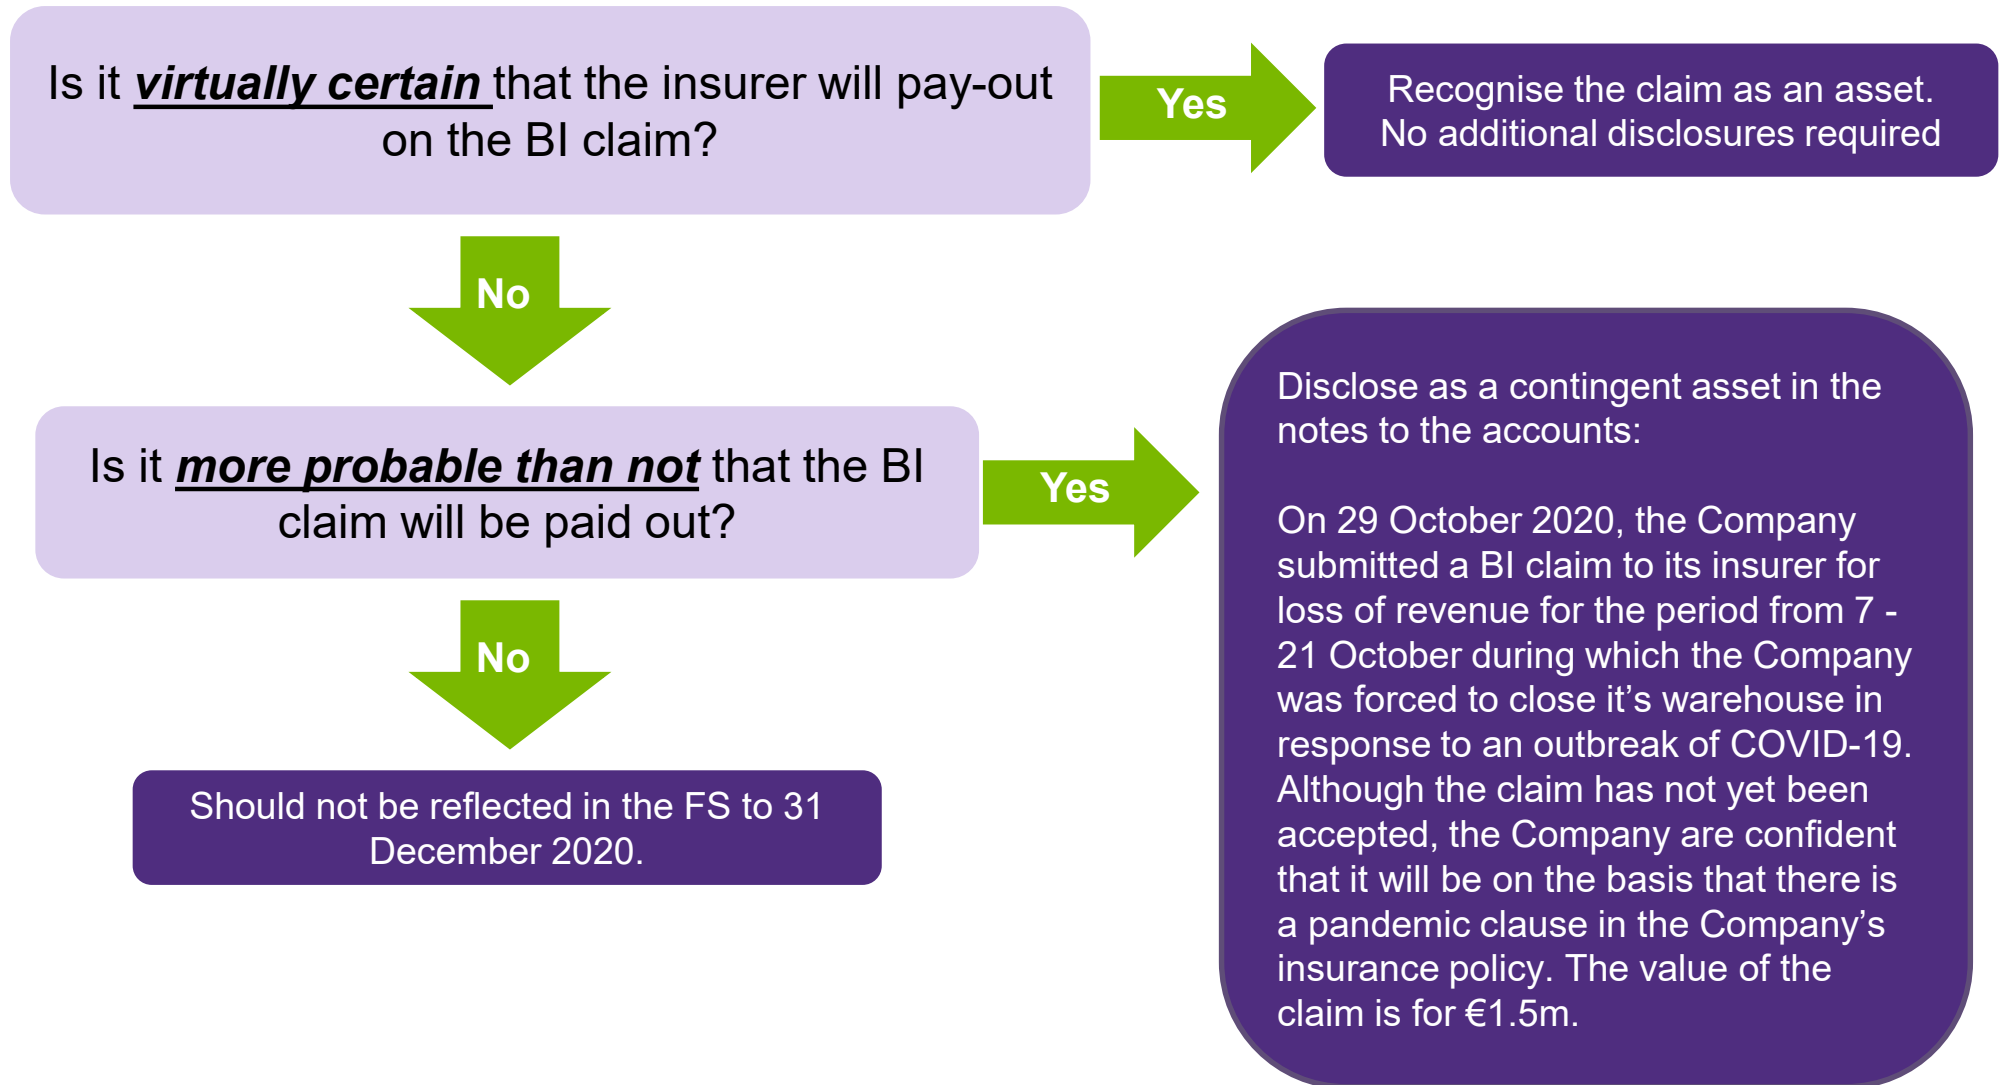 Is it virtually certain that the insurer will pay-out
on the BI claim?
Yes
Recognise the claim as an asset.
No additional disclosures required
No
Is it more probable than not that the BI
claim will be paid out?
Yes
Disclose as a contingent asset in the
notes to the accounts:
On 29 October 2020, the Company
submitted a BI claim to its insurer for
loss of revenue for the period from 7 -
21 October during which the Company
was forced to close it’s warehouse in
response to an outbreak of COVID-19.
Although the claim has not yet been
accepted, the Company are confident
that it will be on the basis that there is
a pandemic clause in the Company’s
insurance policy. The value of the
claim is for €1.5m.
No
Should not be reflected in the FS to 31
December 2020.